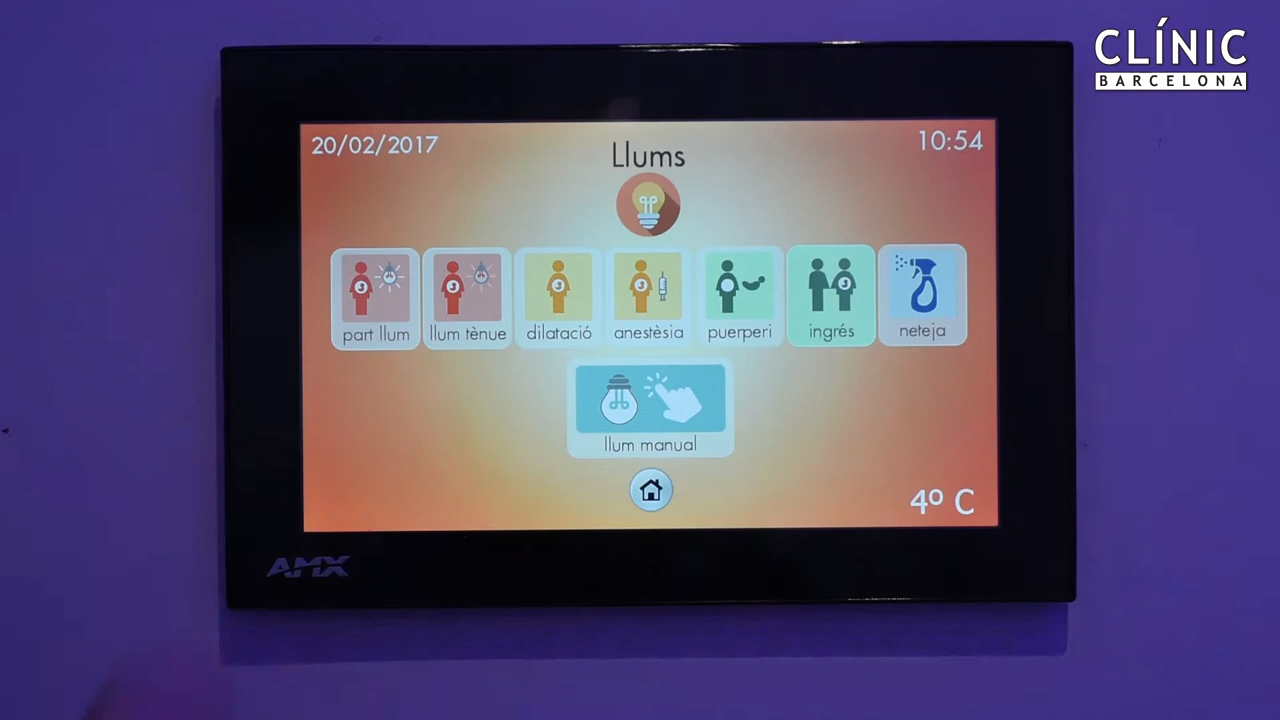 CLÍNIC
BARCELONA
20/02/2017
10:54
Llums
part llum
llum tènue
dilatació
anestèsia
puerperi
ingrés
neteja
llum manual
4º C
AMX